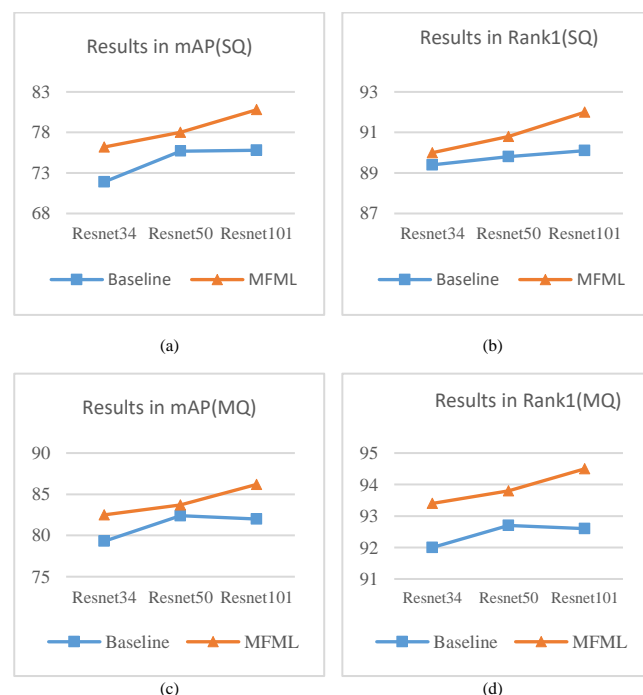 Results in mAP(SQ)
83
78
73
68
Resnet34 Resnet50 Resnet101
Baseline MFML
(a)
Results in Rank1(SQ)
93
91
89
87
Resnet34 Resnet50 Resnet101
Baseline MFML
(b)
Results in mAP(MQ)
90
85
80
75
Resnet34 Resnet50 Resnet101
Baseline MFML
(c)
Results in Rank1(MQ)
95
94
93
92
91
Resnet34 Resnet50 Resnet101
Baseline MFML
(d)